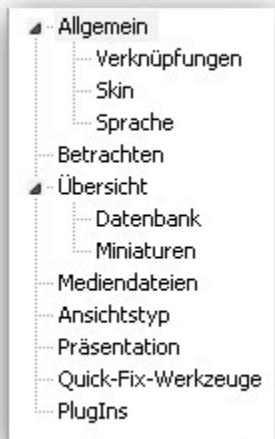 Allgemein
Verknüpfungen
Skin
Sprache
Betrachten
Übersicht
Datenbank
Miniaturen
Mediendateien
Ansichtstyp
Präsentation
Quick-Fix-Werkzeuge
PlugIns